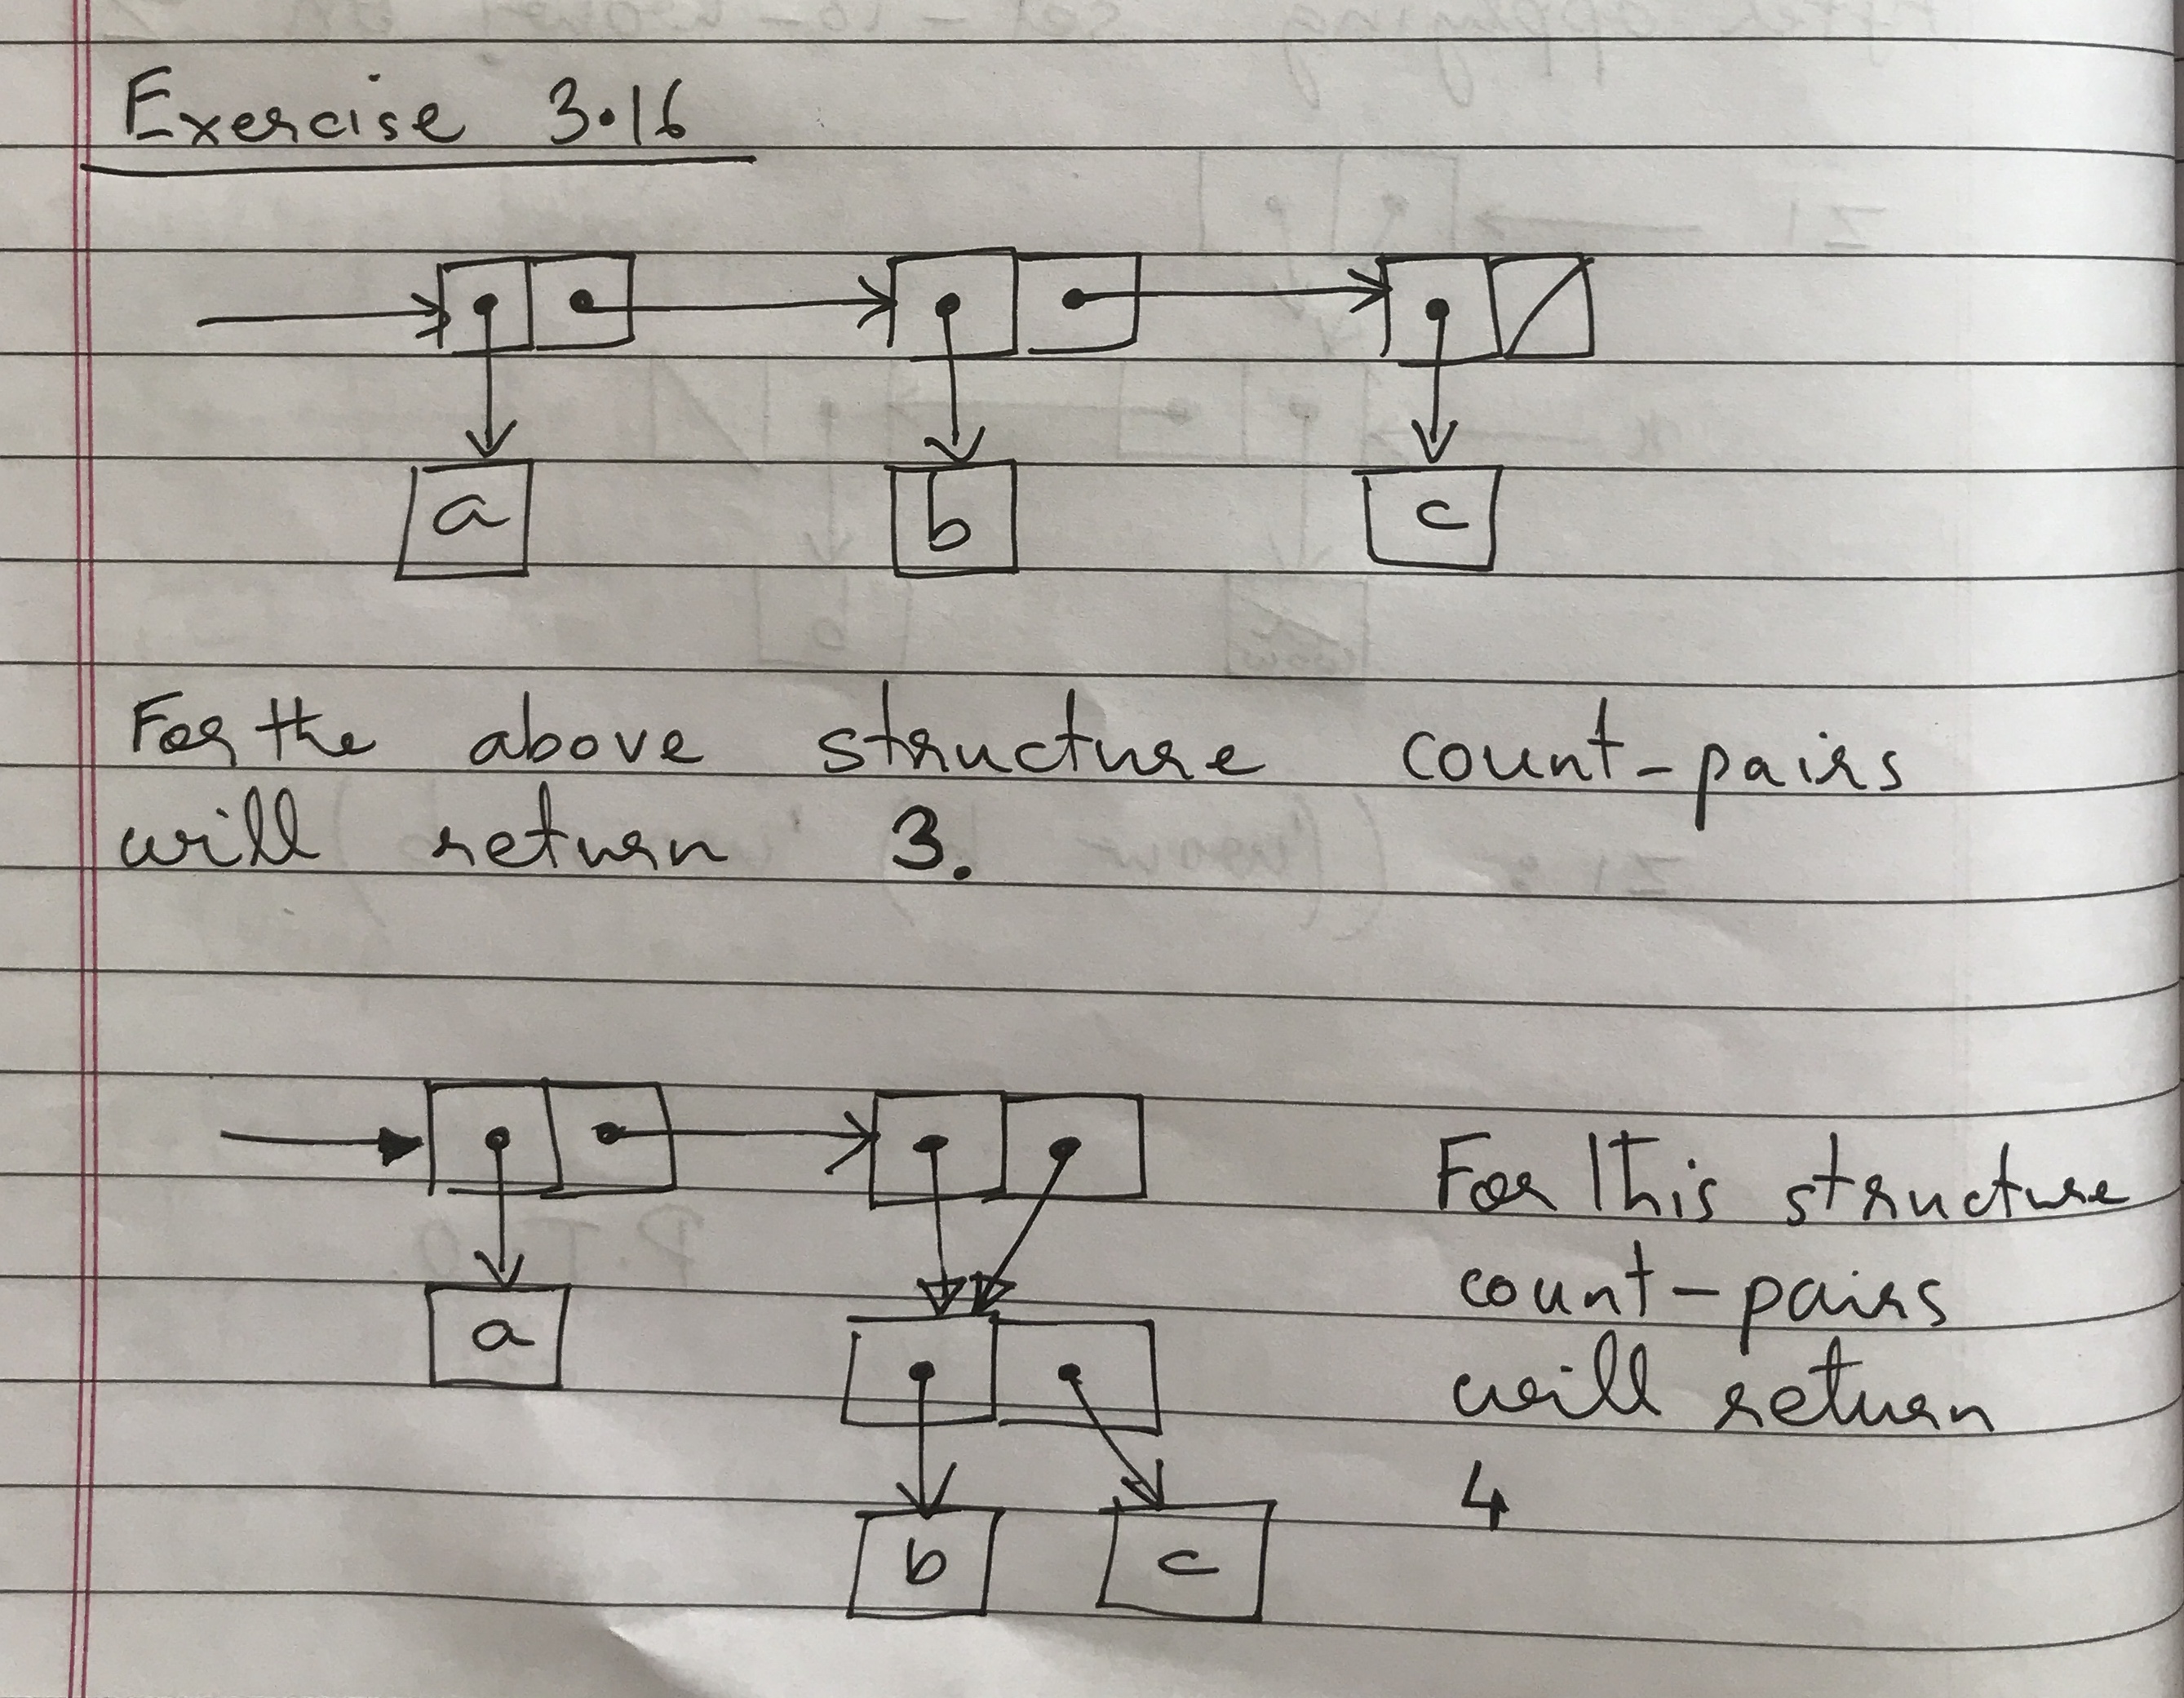 Exercise 3.16
a b c
For the above structure count-pairs
will return 3.
a
For this structure
count-pairs
will return
4
b c